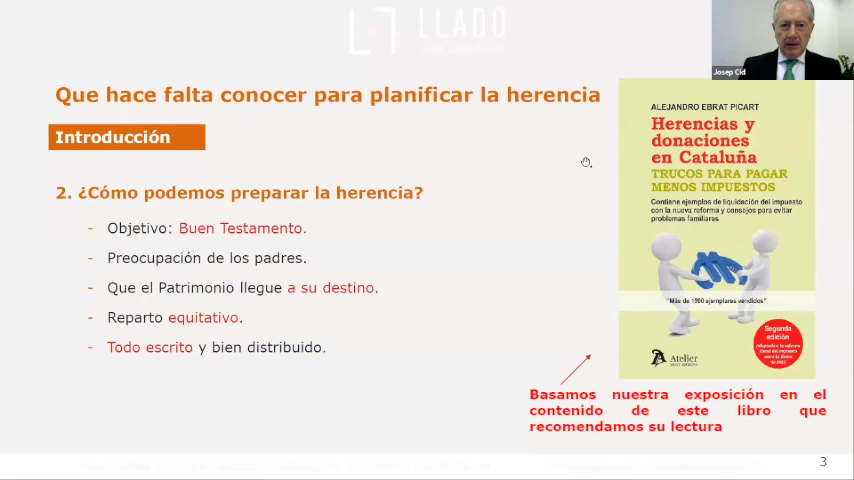 LLADO
Josep Cid
Que hace falta conocer para planificar la herencia
Introducción
2. ¿Cómo podemos preparar la herencia?
- Objetivo: Buen Testamento.
- Preocupación de los padres.
- Que el Patrimonio llegue a su destino.
- Reparto equitativo.
- Todo escrito y bien distribuido.
ALEJANDRO EBRAT PICART
Herencias y
donaciones
en Cataluña
TRUCOS PARA PAGAR
MENOS IMPUESTOS
Contiene ejemplos de liquidación del impuesto
con la nueva reforma y consejos para evitar
problemas familiares
"Más de 1500 ejemplares vendidos"
Segunda
edición
Atelier
Basamos nuestra exposición en el
contenido de este libro que
recomendamos su lectura
3